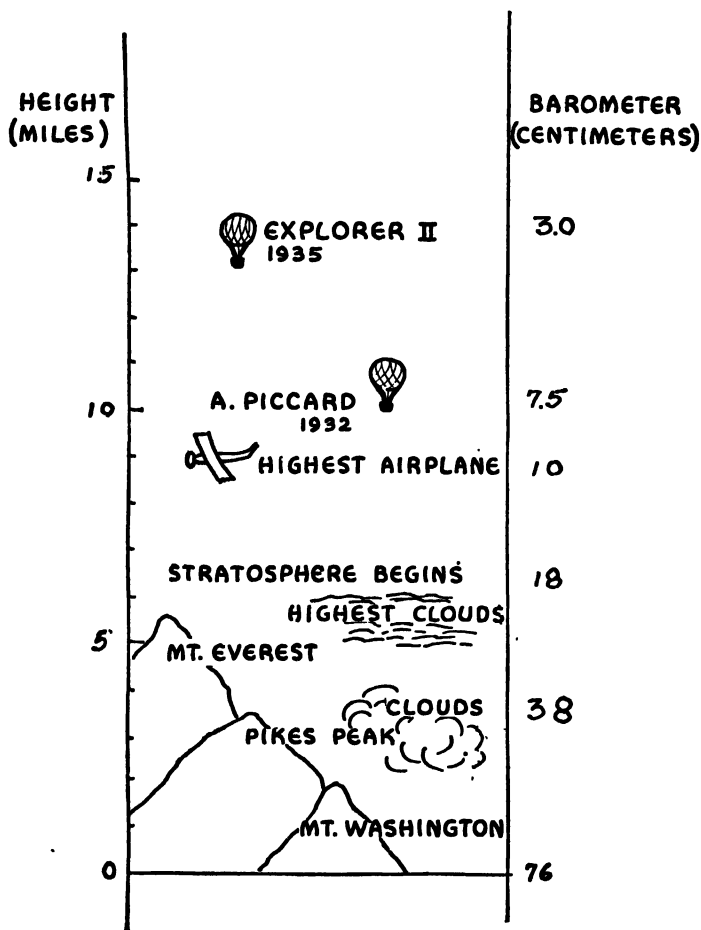 HEIGHT
(MILES)
BAROMETER
(CENTIMETERS)
15
EXPLORER II
1935
3.0
10
A. PICCARD
1932
7.5
HIGHEST AIRPLANE
10
STRATOSPHERE BEGINS
18
HIGHEST CLOUDS
5
MT. EVEREST
CLOUDS
38
PIKES PEAK
MT. WASHINGTON
0
76